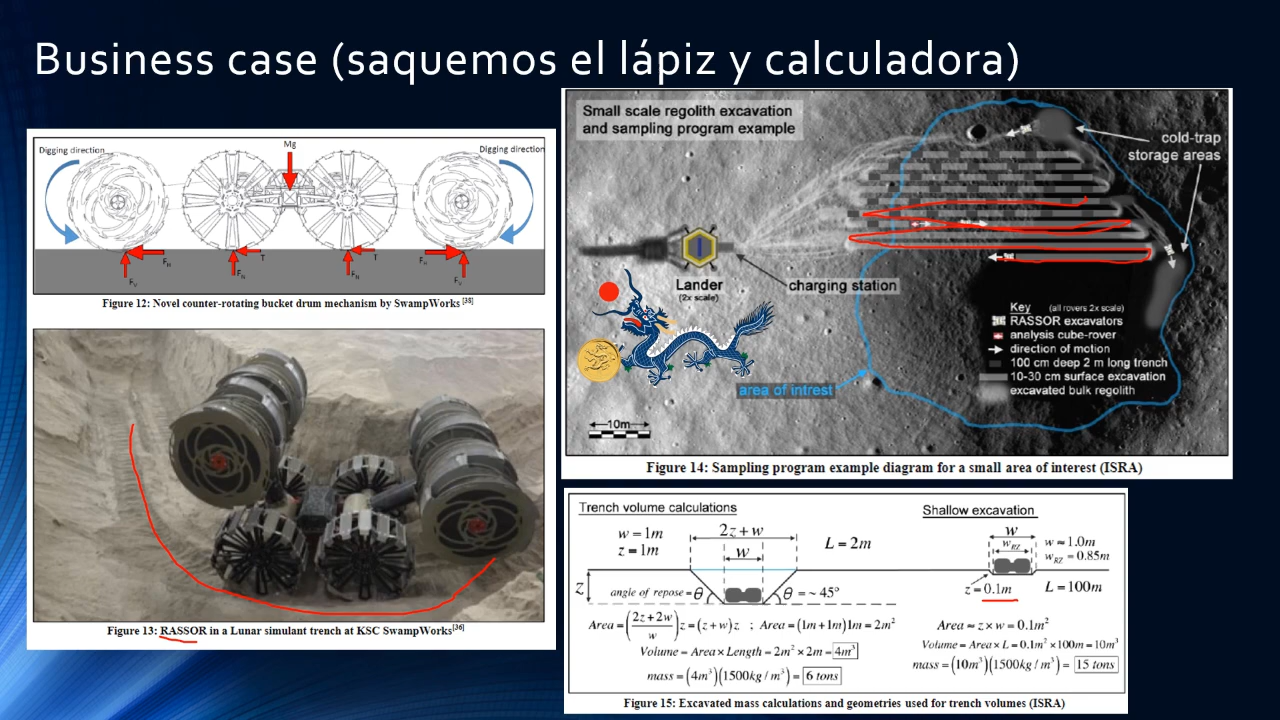 Business case (saquemos el lápiz y calculadora)
Digging direction
Mg
Digging direction
F_H
T
T
F_H
F_V
F_N
F_N
F_V
Figure 12: Novel counter-rotating bucket drum mechanism by SwampWorks [38]
Figure 13: RASSOR in a Lunar simulant trench at KSC SwampWorks[36]
Small scale regolith excavation
and sampling program example
cold-trap
storage areas
Lander
(2x scale)
charging station
Key (all rovers 2x scale)
RASSOR excavators
analysis cube-rover
direction of motion
100 cm deep 2 m long trench
10-30 cm surface excavation
excavated bulk regolith
area of intrest
10m
Figure 14: Sampling program example diagram for a small area of interest (ISRA)
Trench volume calculations
w = 1m
z = 1m
2z + w
w
L = 2m
z
angle of repose = θ
θ = ~ 45°
Area = ((2z + 2w)/w) z = (z + w)z ; Area = (1m + 1m)1m = 2m²
Volume = Area × Length = 2m² × 2m = 4m³
mass = (4m³)(1500kg / m³) = 6 tons
Shallow excavation
w
w_RZ
w ≈ 1.0m
w_RZ = 0.85m
z = 0.1m
L = 100m
Area ≈ z × w = 0.1m²
Volume = Area × L = 0.1m² × 100m = 10m³
mass = (10m³)(1500kg / m³) = 15 tons
Figure 15: Excavated mass calculations and geometries used for trench volumes (ISRA)